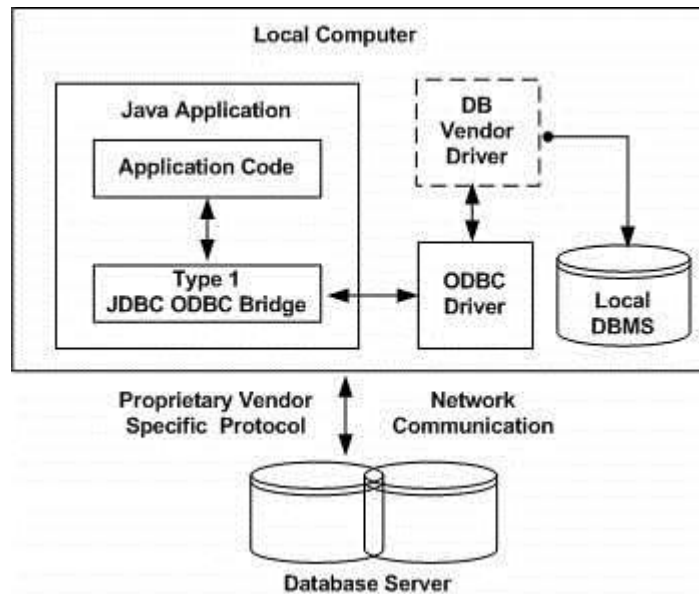 Local Computer
Java Application
Application Code
Type 1
JDBC ODBC Bridge
DB
Vendor
Driver
ODBC
Driver
Local
DBMS
Proprietary Vendor
Specific Protocol
Network
Communication
Database Server